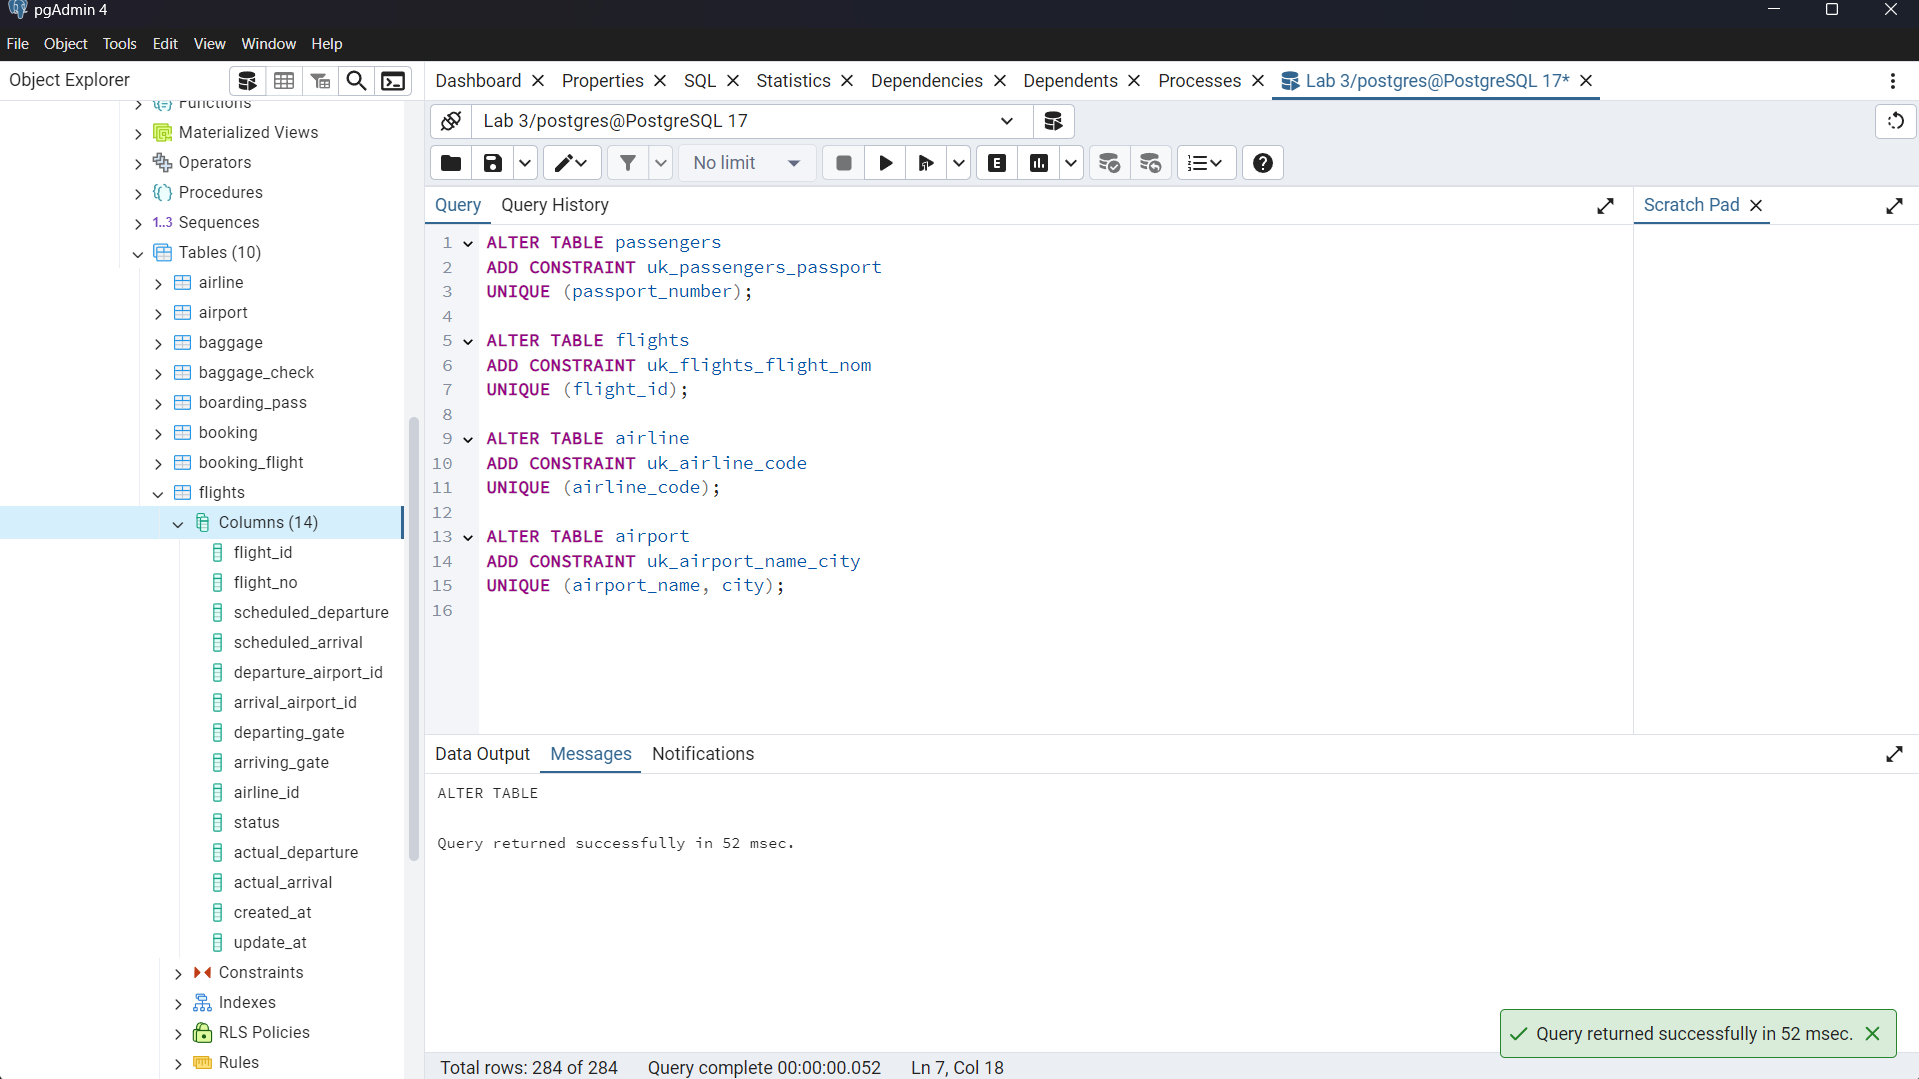 pgAdmin 4
File Object Tools Edit View Window Help
Object Explorer
Functions
Materialized Views
Operators
Procedures
1..3 Sequences
Tables (10)
airline
airport
baggage
baggage_check
boarding_pass
booking
booking_flight
flights
Columns (14)
flight_id
flight_no
scheduled_departure
scheduled_arrival
departure_airport_id
arrival_airport_id
departing_gate
arriving_gate
airline_id
status
actual_departure
actual_arrival
created_at
update_at
Constraints
Indexes
RLS Policies
Rules
Dashboard Properties SQL Statistics Dependencies Dependents Processes Lab 3/postgres@PostgreSQL 17*
Lab 3/postgres@PostgreSQL 17
No limit E
Query Query History
1 ALTER TABLE passengers
2 ADD CONSTRAINT uk_passengers_passport
3 UNIQUE (passport_number);
4
5 ALTER TABLE flights
6 ADD CONSTRAINT uk_flights_flight_nom
7 UNIQUE (flight_id);
8
9 ALTER TABLE airline
10 ADD CONSTRAINT uk_airline_code
11 UNIQUE (airline_code);
12
13 ALTER TABLE airport
14 ADD CONSTRAINT uk_airport_name_city
15 UNIQUE (airport_name, city);
16
Scratch Pad
Data Output Messages Notifications
ALTER TABLE
Query returned successfully in 52 msec.
Query returned successfully in 52 msec.
Total rows: 284 of 284 Query complete 00:00:00.052 Ln 7, Col 18